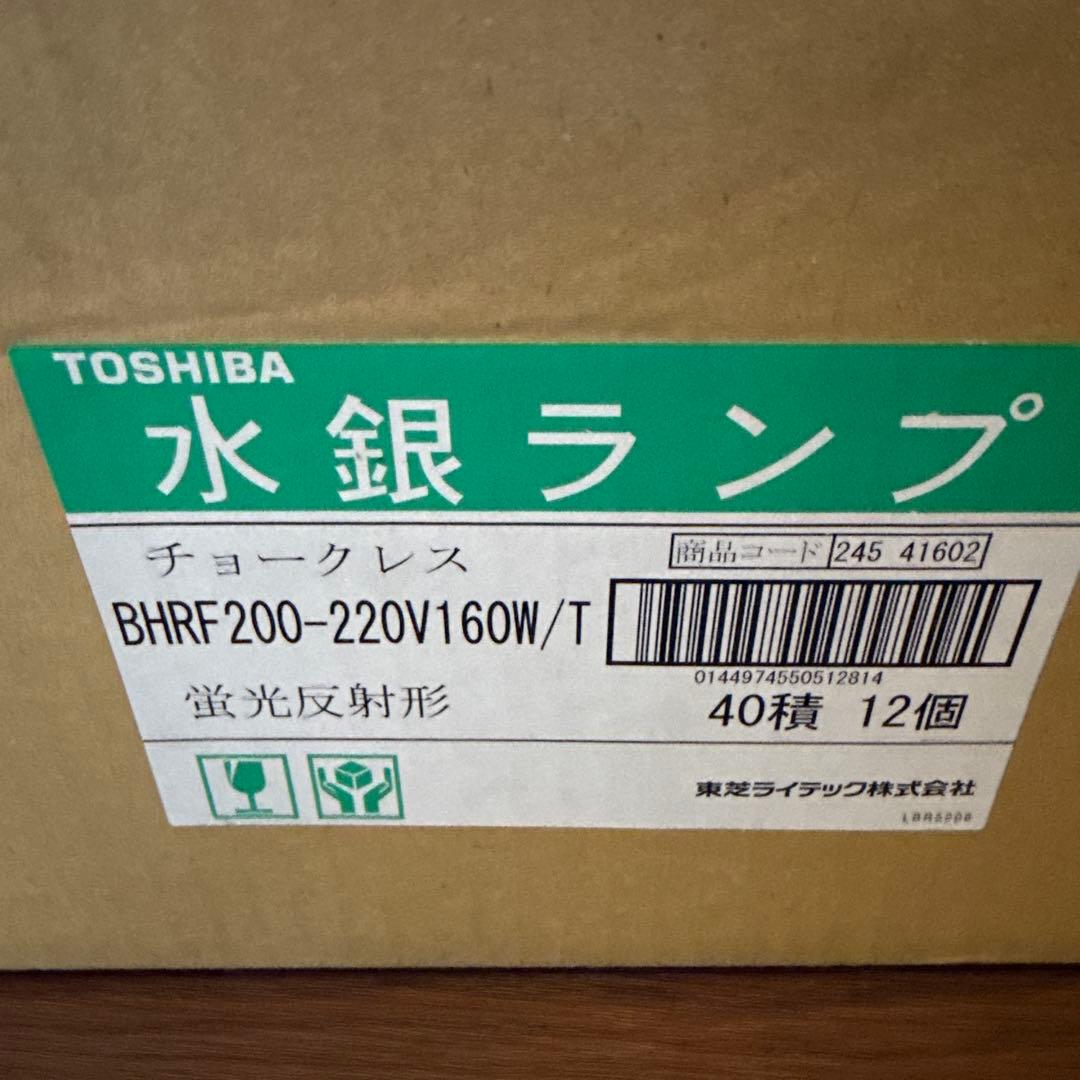 TOSHIBA
水銀ランプ
チョークレス
商品コード 245 41602
BHRF200-220V160W/T
0144974550512814
蛍光反射形
40積 12個
東芝ライテック株式会社